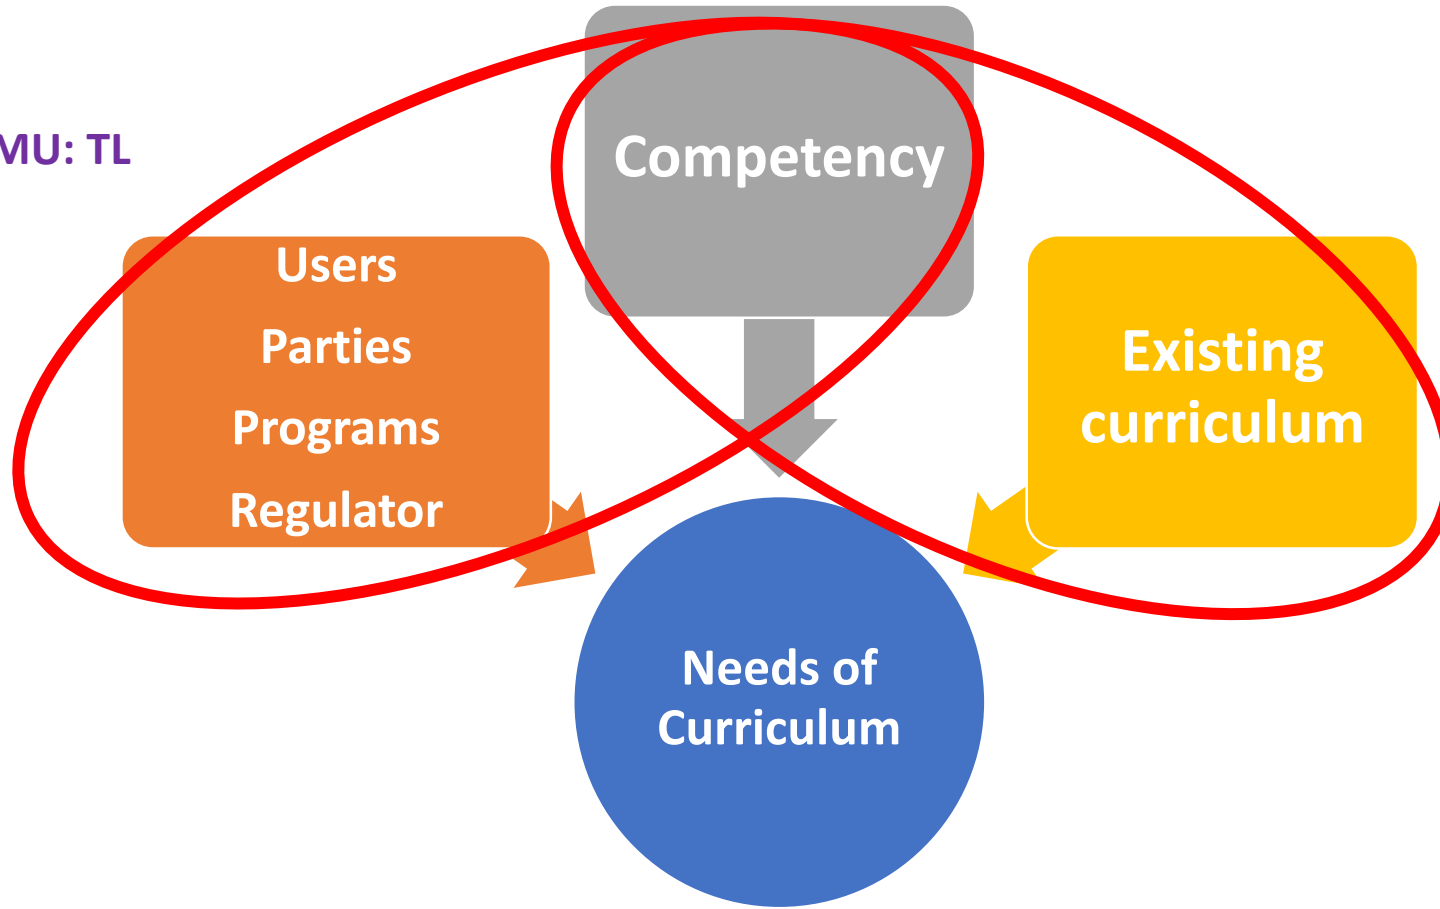 Competency
MU: TL
Users
Parties
Programs
Regulator
Existing
curriculum
Needs of
Curriculum